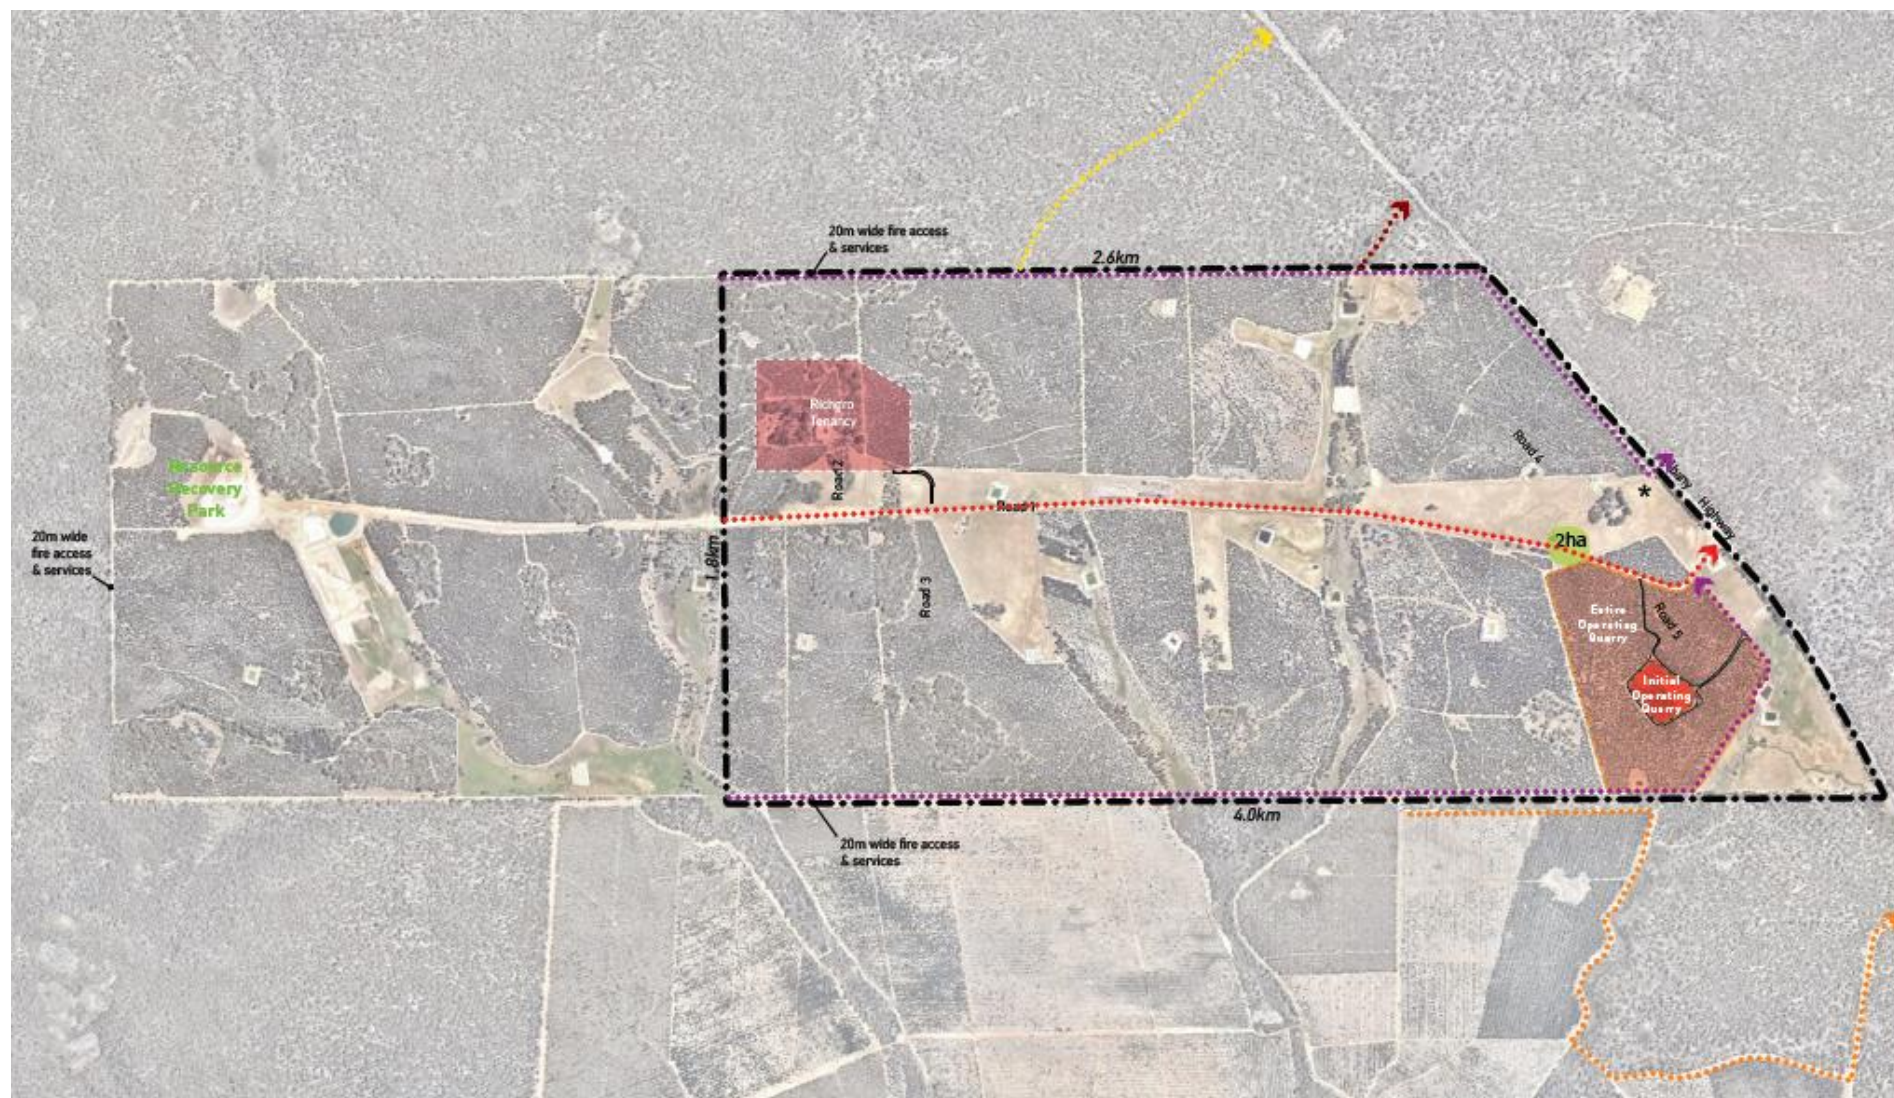 20m wide fire access
& services
2.6km
Richgro
Tenancy
Road 4
Resource
Recovery
Park
Road 2
Road 1
*
Highway
20m wide
fire access
& services
2ha
1.8km
Road 3
Entire
Operating
Quarry
Road 5
Initial
Operating
Quarry
4.0km
20m wide fire access
& services